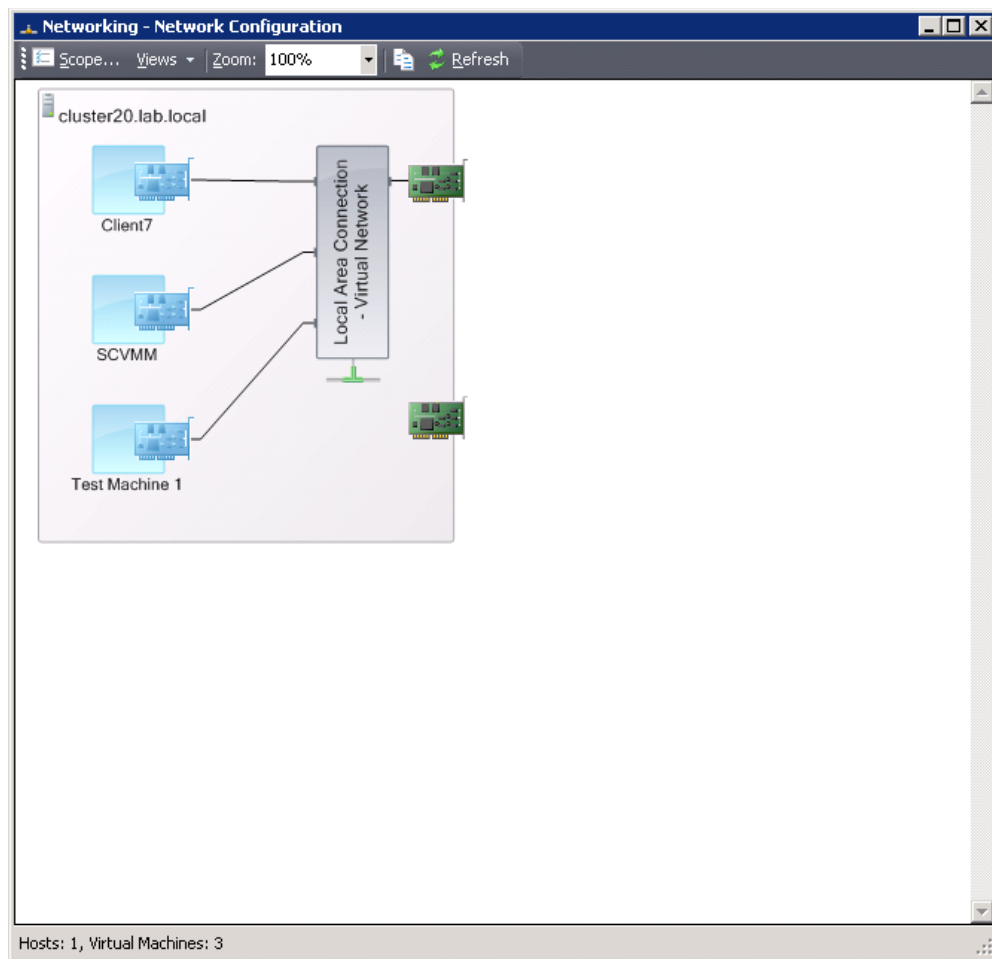 Networking - Network Configuration
Scope... Views Zoom: 100% Refresh
cluster20.lab.local
Client7
SCVMM
Test Machine 1
Local Area Connection
- Virtual Network
Hosts: 1, Virtual Machines: 3